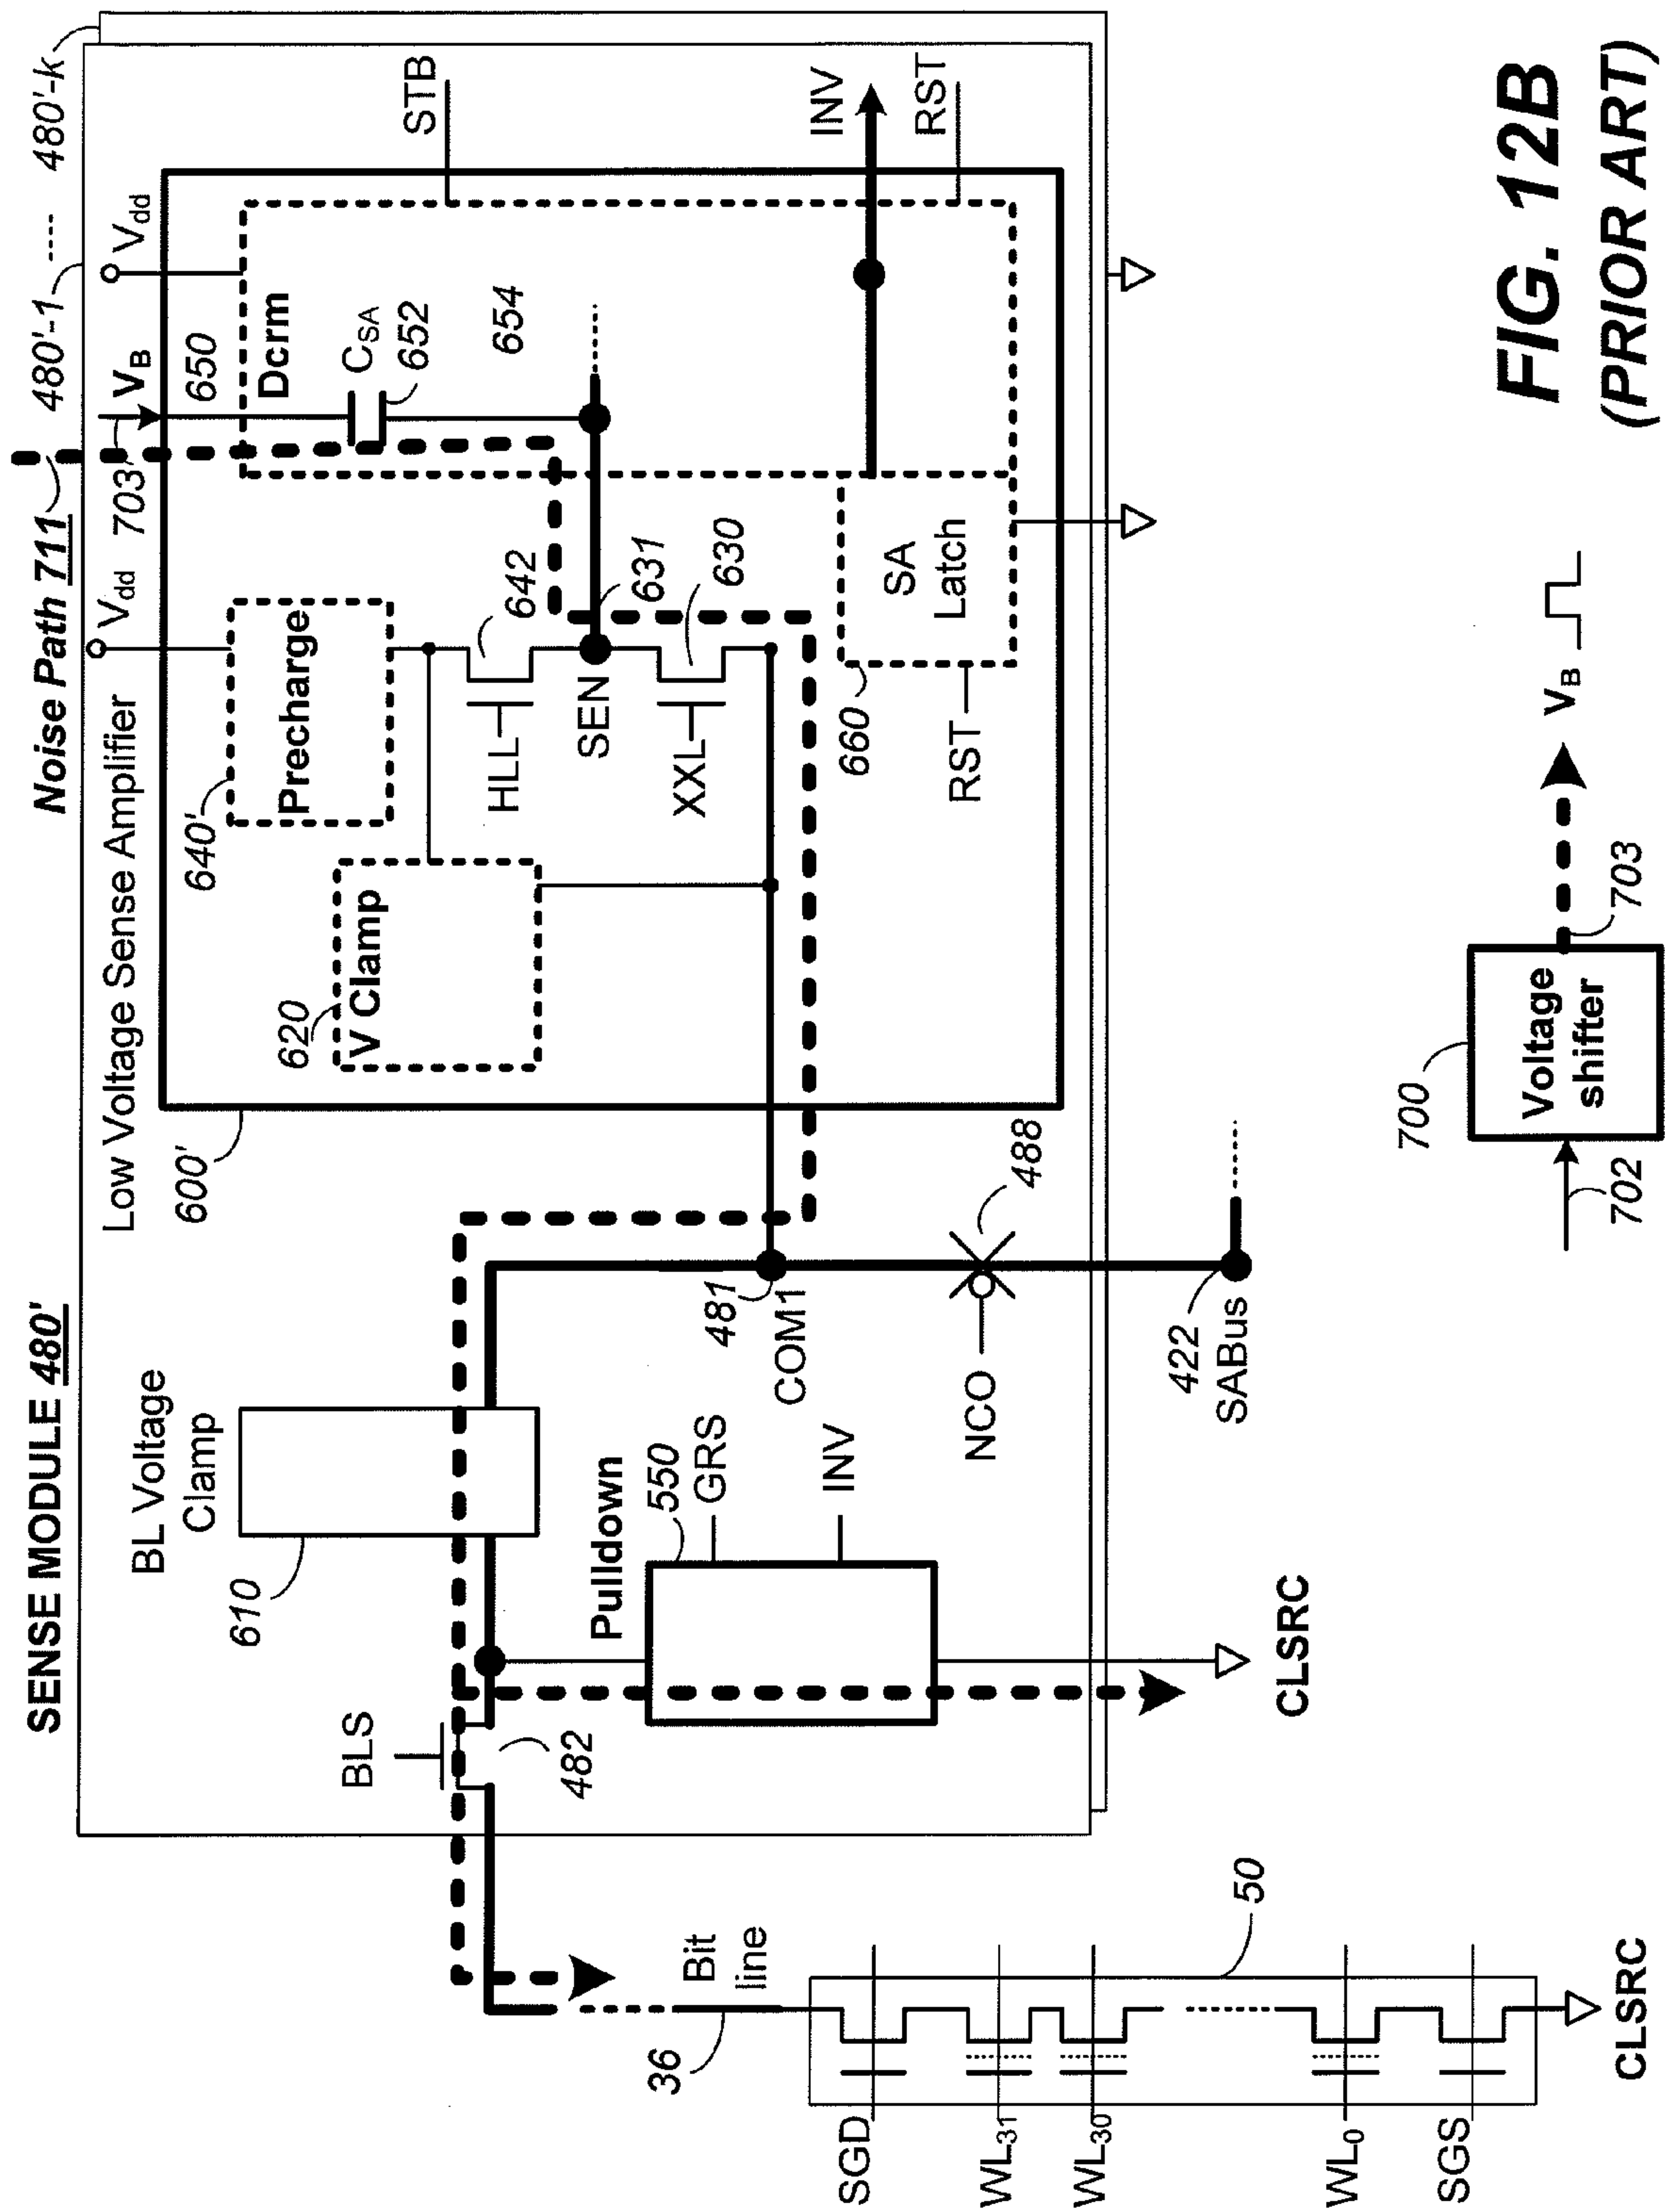 SENSE MODULE 480'
Noise Path 711
480'-1
----
480'-k
Low Voltage Sense Amplifier
703'
VB
Vdd
Vdd
600'
640'
Precharge
650
Dcrm
CSA
652
654
STB
620
V Clamp
HLL
642
SEN
631
XXL
630
660
SA
Latch
RST
INV
RST
BL Voltage
Clamp
610
BLS
482
Pulldown
550
GRS
INV
481
COM1
NCO
488
422
SABus
CLSRC
36
Bit
line
50
SGD
WL31
WL30
WL0
SGS
CLSRC
700
702
Voltage
shifter
703
VB
FIG. 12B
(PRIOR ART)